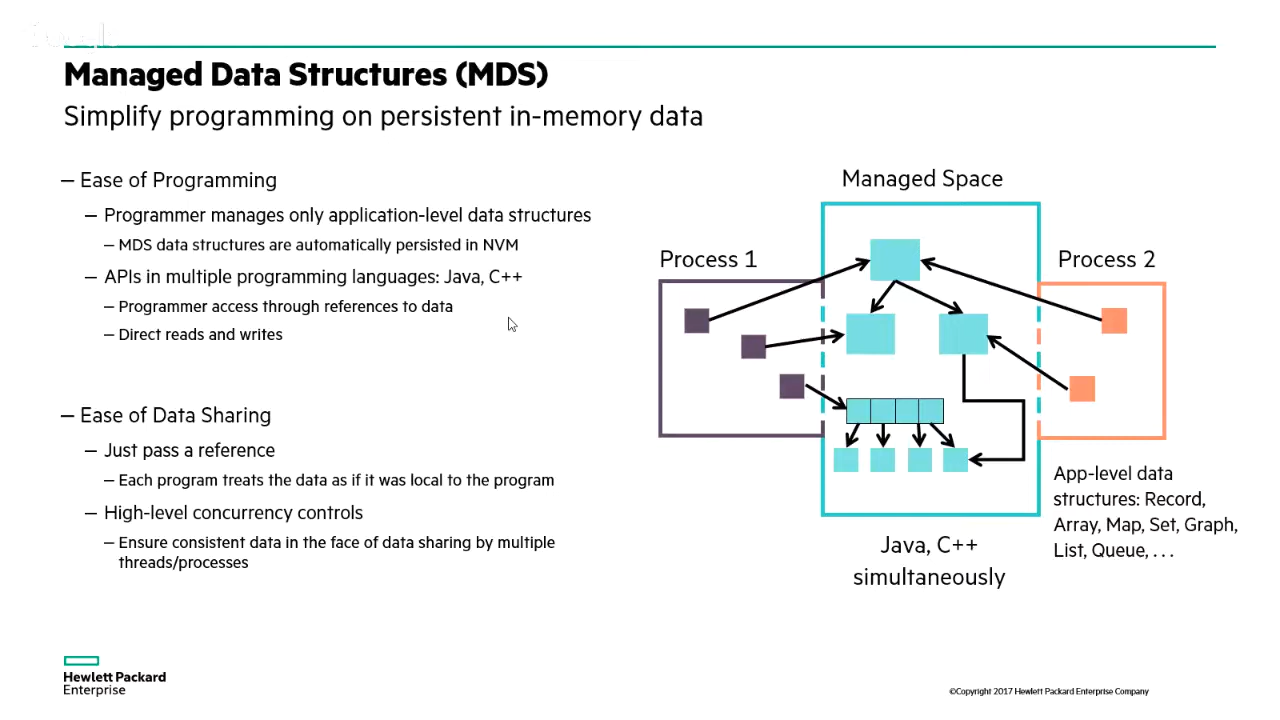 Managed Data Structures (MDS)
Simplify programming on persistent in-memory data
– Ease of Programming
– Programmer manages only application-level data structures
– MDS data structures are automatically persisted in NVM
– APIs in multiple programming languages: Java, C++
– Programmer access through references to data
– Direct reads and writes
– Ease of Data Sharing
– Just pass a reference
– Each program treats the data as if it was local to the program
– High-level concurrency controls
– Ensure consistent data in the face of data sharing by multiple
threads/processes
Managed Space
Process 1
Process 2
App-level data
structures: Record,
Array, Map, Set, Graph,
List, Queue, . . .
Java, C++
simultaneously
Hewlett Packard
Enterprise
©Copyright 2017 Hewlett Packard Enterprise Company